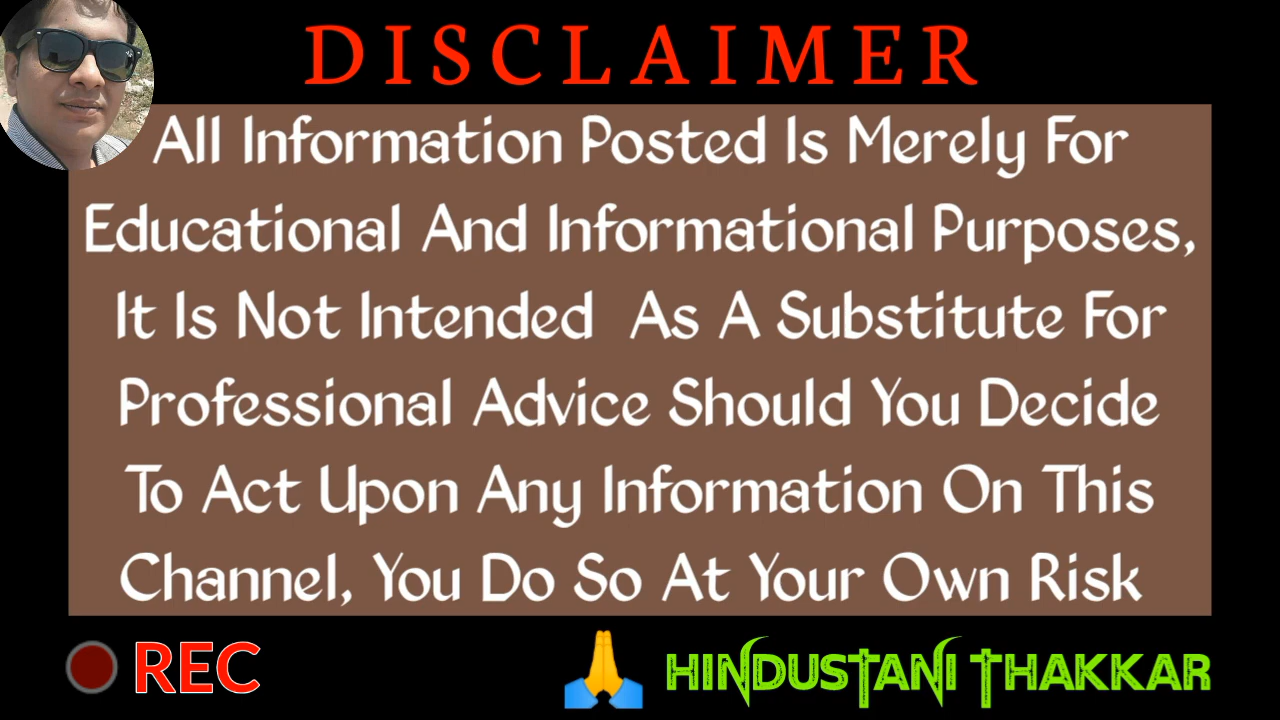 DISCLAIMER
All Information Posted Is Merely For
Educational And Informational Purposes,
It Is Not Intended As A Substitute For
Professional Advice Should You Decide
To Act Upon Any Information On This
Channel, You Do So At Your Own Risk
REC
HINDUSTANI THAKKAR